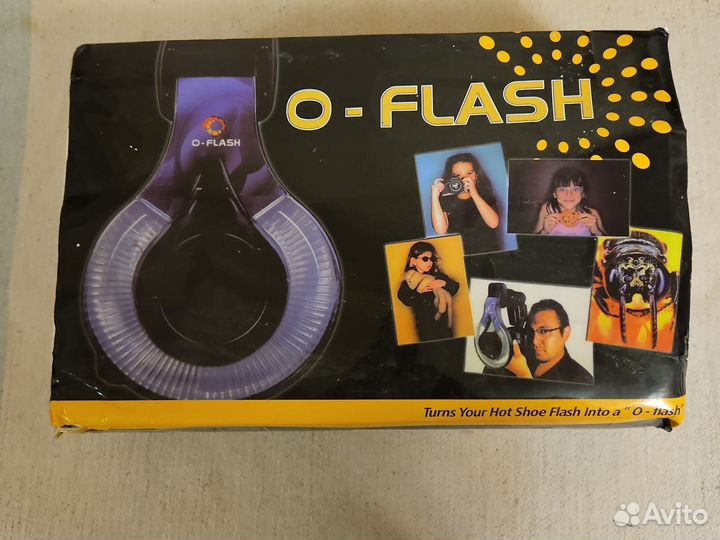 O - FLASH
O-FLASH
Turns Your Hot Shoe Flash Into a " O - flash"
Avito